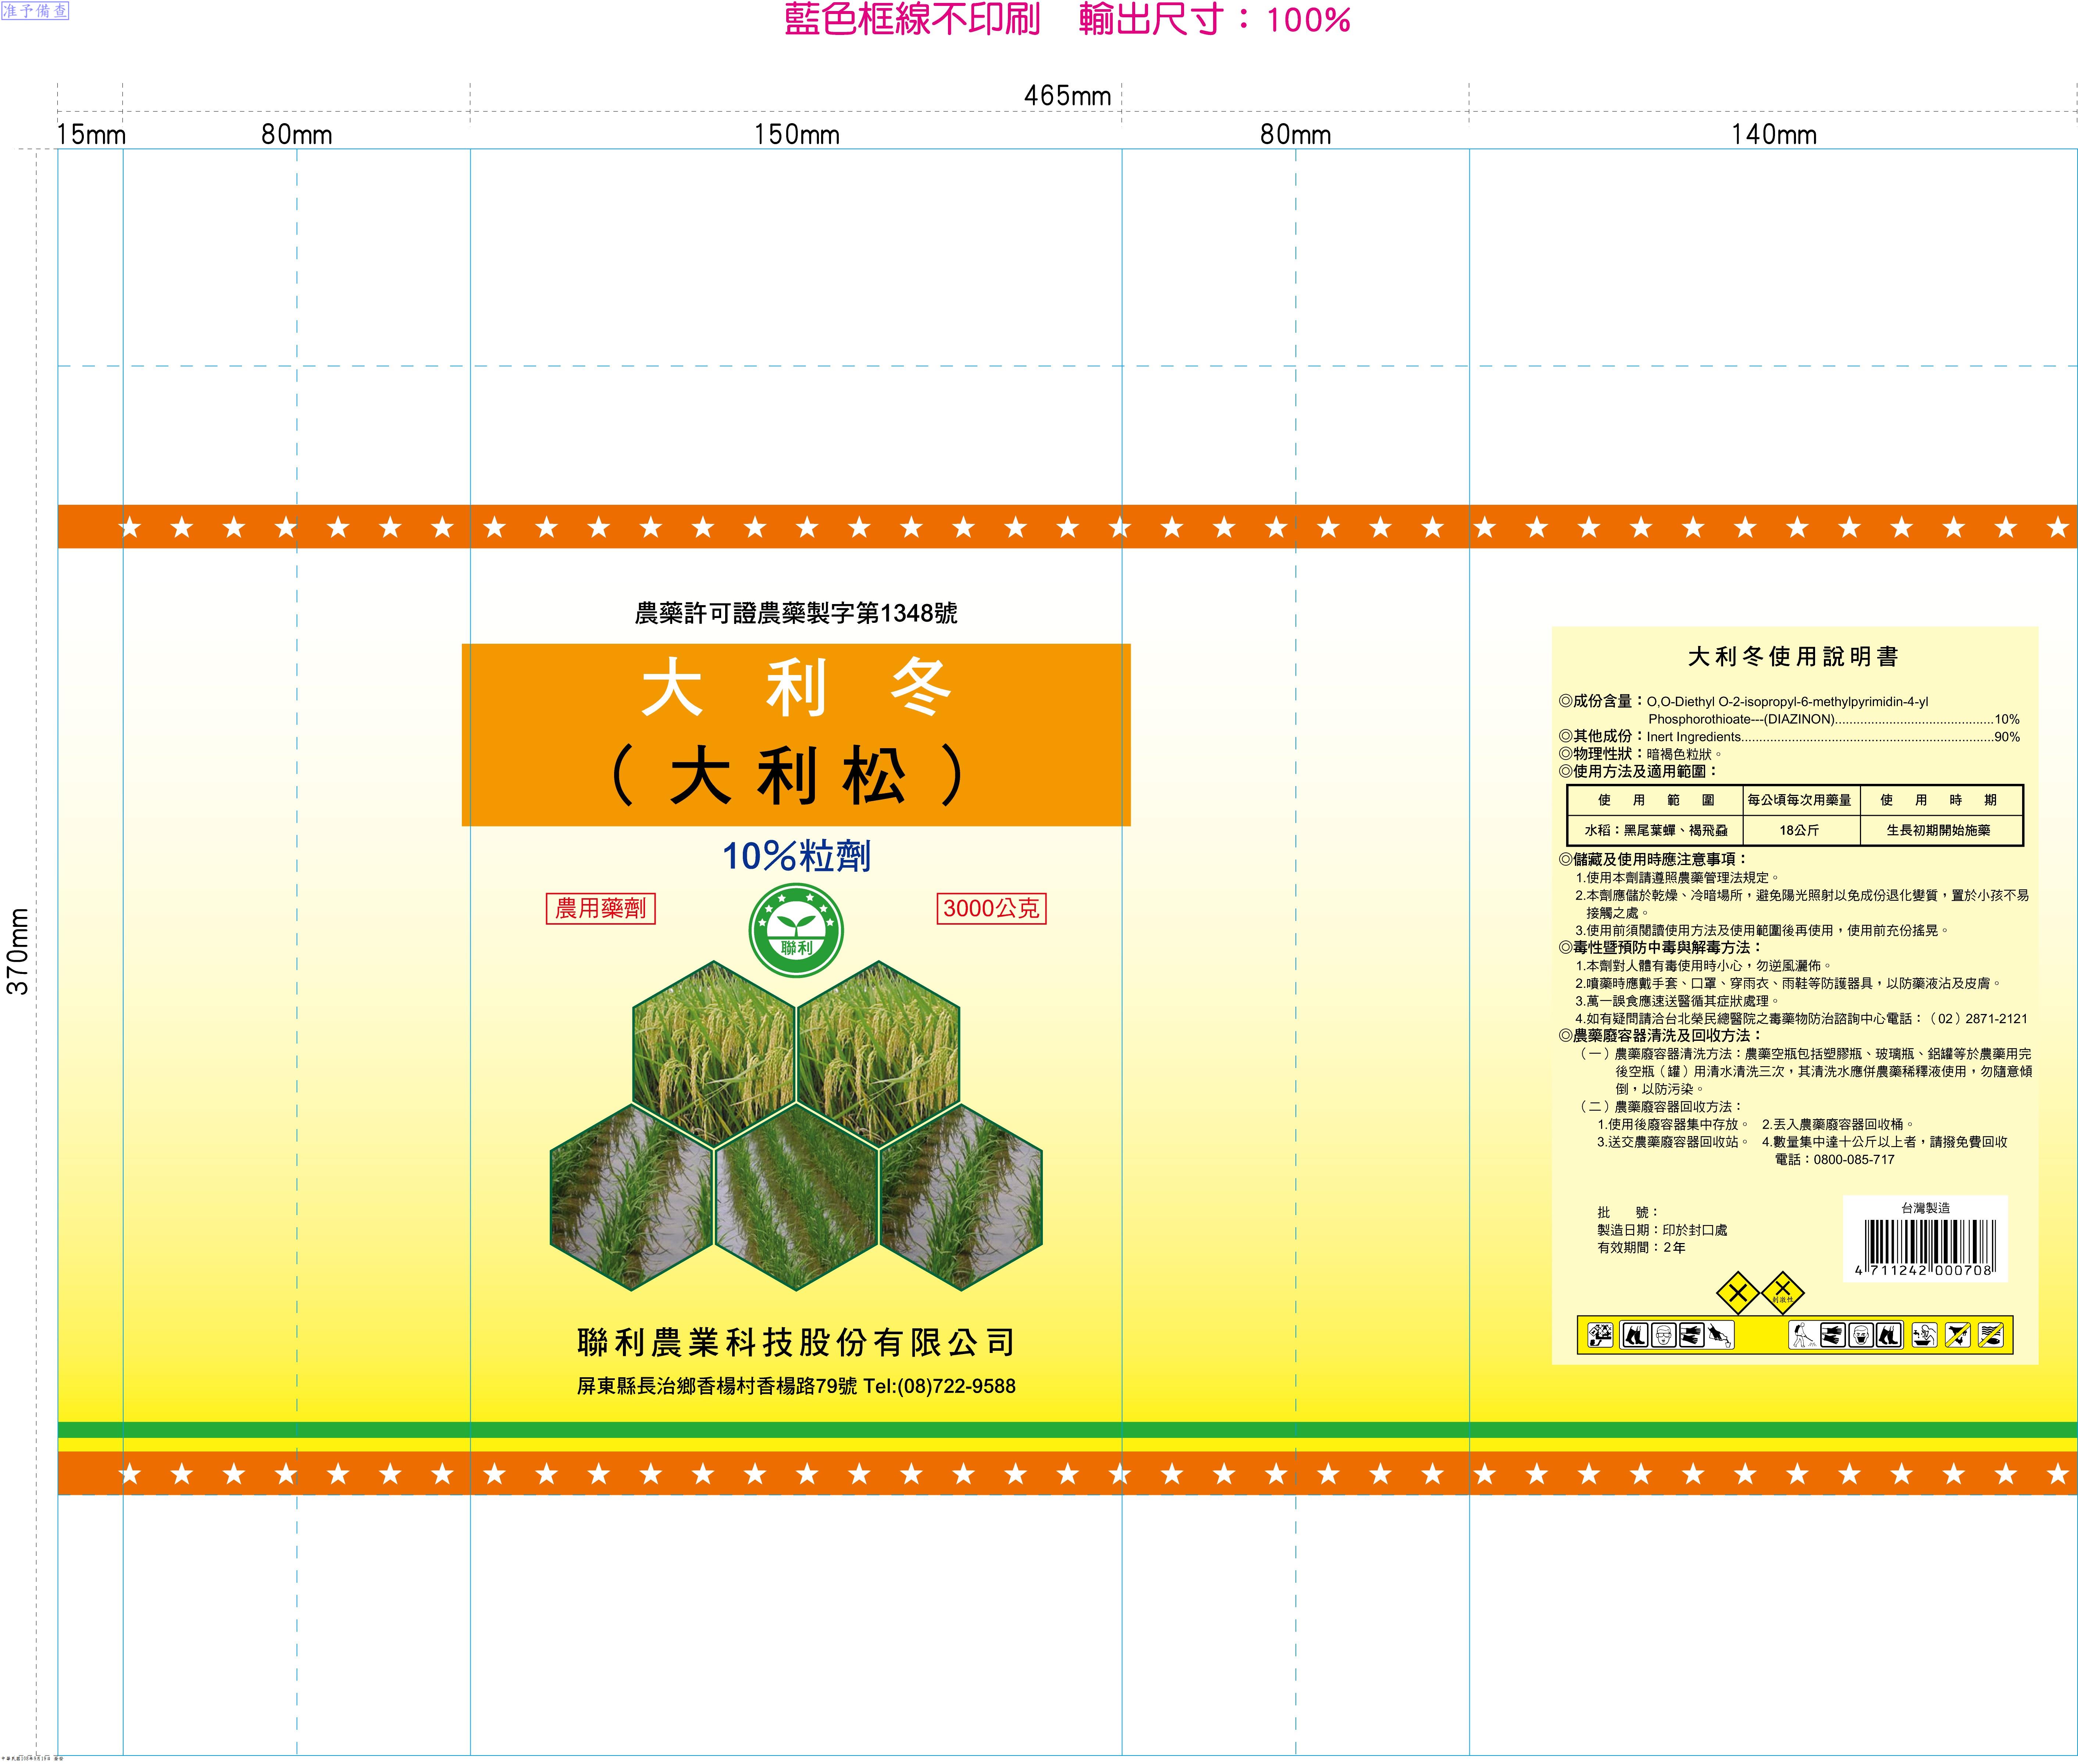 准予備查
藍色框線不印刷　輸出尺寸：100%
465mm
15mm 80mm 150mm 80mm 140mm
370mm
農藥許可證農藥製字第1348號
大利冬
（大利松）
10%粒劑
農用藥劑
3000公克
聯利
聯利農業科技股份有限公司
屏東縣長治鄉香楊村香楊路79號 Tel:(08)722-9588
大利冬使用說明書
◎成份含量：O,O-Diethyl O-2-isopropyl-6-methylpyrimidin-4-yl
Phosphorothioate---(DIAZINON)............................................10%
◎其他成份：Inert Ingredients......................................................................90%
◎物理性狀：暗褐色粒狀。
◎使用方法及適用範圍：
使用範圍 每公頃每次用藥量 使用時期
水稻：黑尾葉蟬、褐飛蝨 18公斤 生長初期開始施藥
◎儲藏及使用時應注意事項：
1.使用本劑請遵照農藥管理法規定。
2.本劑應儲於乾燥、冷暗場所，避免陽光照射以免成份退化變質，置於小孩不易
接觸之處。
3.使用前須閱讀使用方法及使用範圍後再使用，使用前充份搖晃。
◎毒性暨預防中毒與解毒方法：
1.本劑對人體有毒使用時小心，勿逆風灑佈。
2.噴藥時應戴手套、口罩、穿雨衣、雨鞋等防護器具，以防藥液沾及皮膚。
3.萬一誤食應速送醫循其症狀處理。
4.如有疑問請洽台北榮民總醫院之毒藥物防治諮詢中心電話：（02）2871-2121
◎農藥廢容器清洗及回收方法：
（一）農藥廢容器清洗方法：農藥空瓶包括塑膠瓶、玻璃瓶、鋁罐等於農藥用完
後空瓶（罐）用清水清洗三次，其清洗水應併農藥稀釋液使用，勿隨意傾
倒，以防污染。
（二）農藥廢容器回收方法：
1.使用後廢容器集中存放。 2.丟入農藥廢容器回收桶。
3.送交農藥廢容器回收站。 4.數量集中達十公斤以上者，請撥免費回收
電話：0800-085-717
批　號：
製造日期：印於封口處
有效期間：2年
台灣製造
4 711242 000708
刺激性